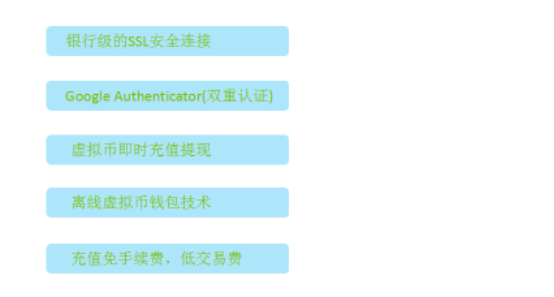 银行级的SSL安全连接
Google Authenticator(双重认证)
虚拟币即时充值提现
离线虚拟币钱包技术
充值免手续费，低交易费